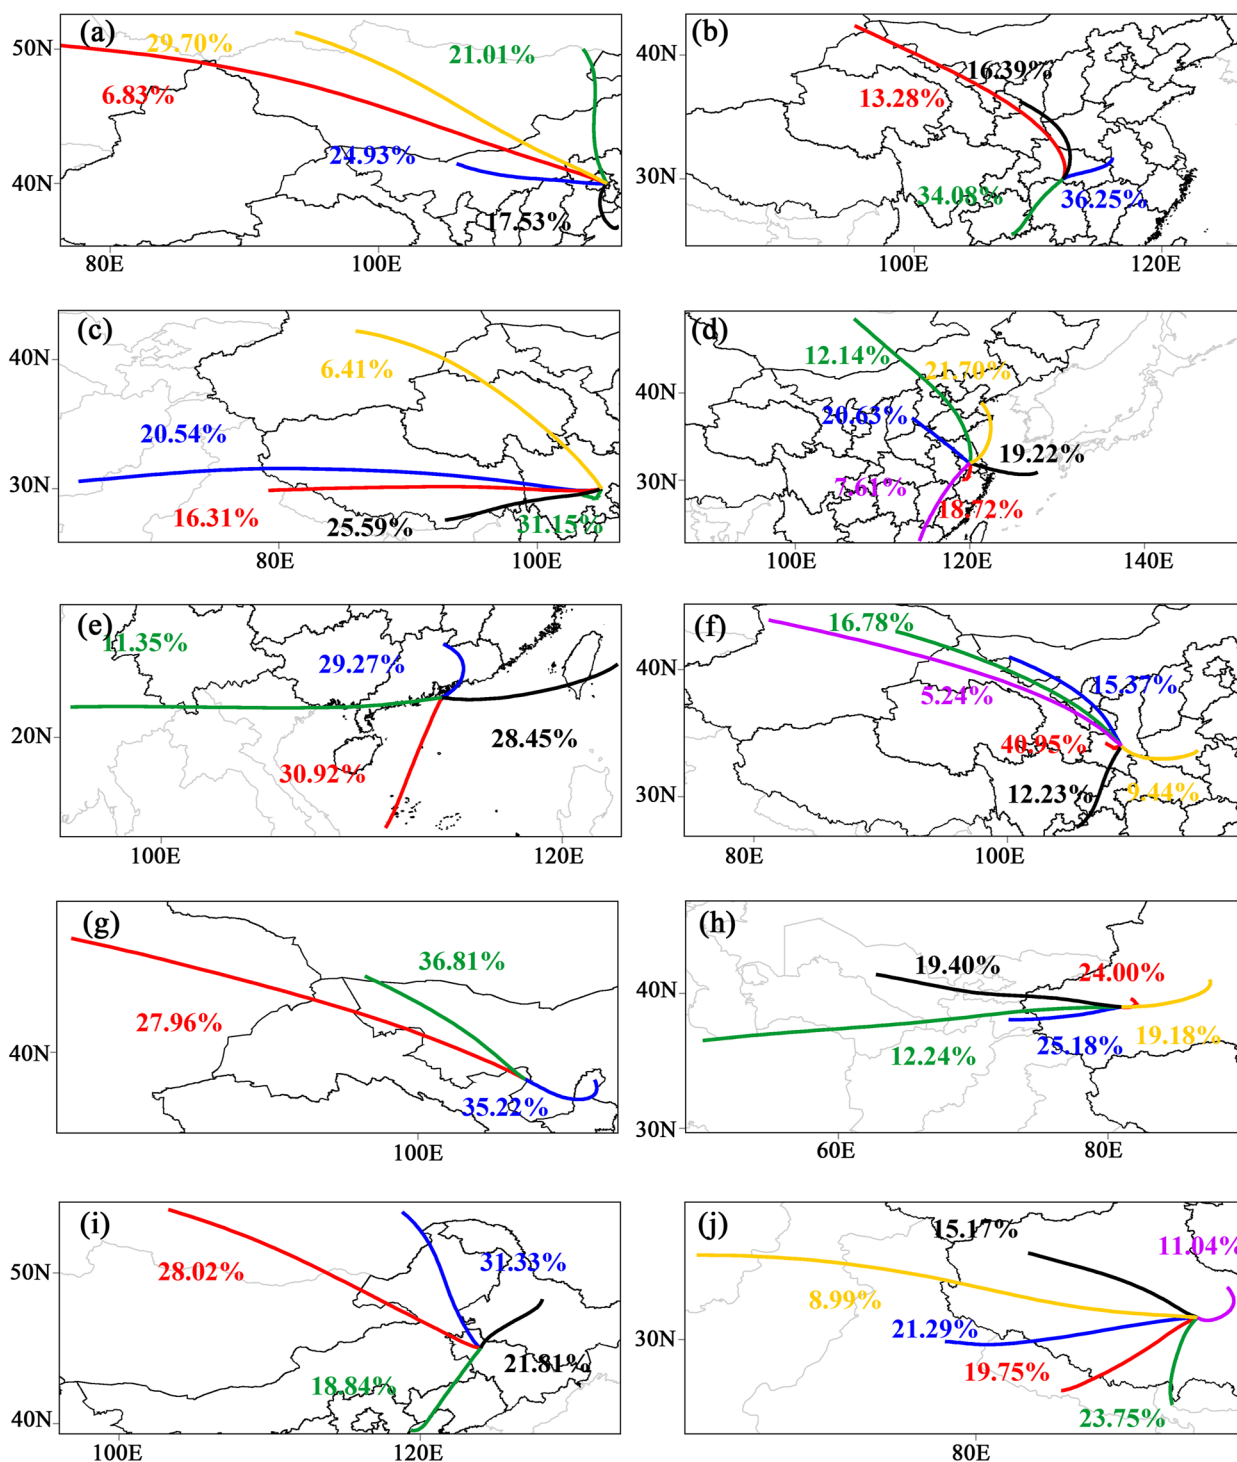 (a)
29.70%
21.01%
6.83%
24.93%
17.53%
50N
40N
80E
100E
(b)
16.39%
13.28%
34.08%
36.25%
40N
30N
100E
120E
(c)
6.41%
20.54%
16.31%
25.59%
31.15%
40N
30N
80E
100E
(d)
12.14%
21.70%
20.63%
19.22%
7.61%
18.72%
40N
30N
100E
120E
140E
(e)
11.35%
29.27%
28.45%
30.92%
20N
100E
120E
(f)
16.78%
15.37%
5.24%
40.95%
12.23%
9.44%
40N
30N
80E
100E
(g)
36.81%
27.96%
35.22%
40N
100E
(h)
19.40%
24.00%
12.24%
25.18%
19.18%
40N
30N
60E
80E
(i)
28.02%
31.33%
21.81%
18.84%
50N
40N
100E
120E
(j)
15.17%
11.04%
8.99%
21.29%
19.75%
23.75%
30N
80E